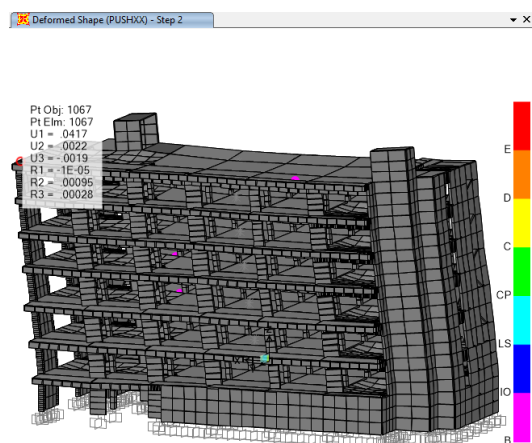 Deformed Shape (PUSHXX) - Step 2
Pt Obj: 1067
Pt Elm: 1067
U1 = .0417
U2 = .0022
U3 = -.0019
R1 = -1E-05
R2 = .00095
R3 = .00028
E
D
C
CP
LS
IO
B